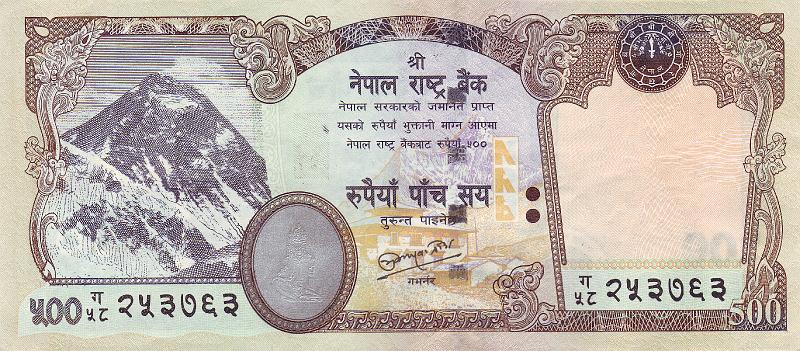 श्री
नेपाल राष्ट्र बैंक
नेपाल सरकारको जमानत प्राप्त
यसको रुपैयाँ भुक्तानी माग्न आएमा
नेपाल राष्ट्र बैंकबाट रुपैयाँ ५००
रुपैयाँ पाँच सय
तुरुन्त पाइनेछ
गभर्नर
५०० ग/५८ २५३७६३
ग/५८ २५३७६३
500